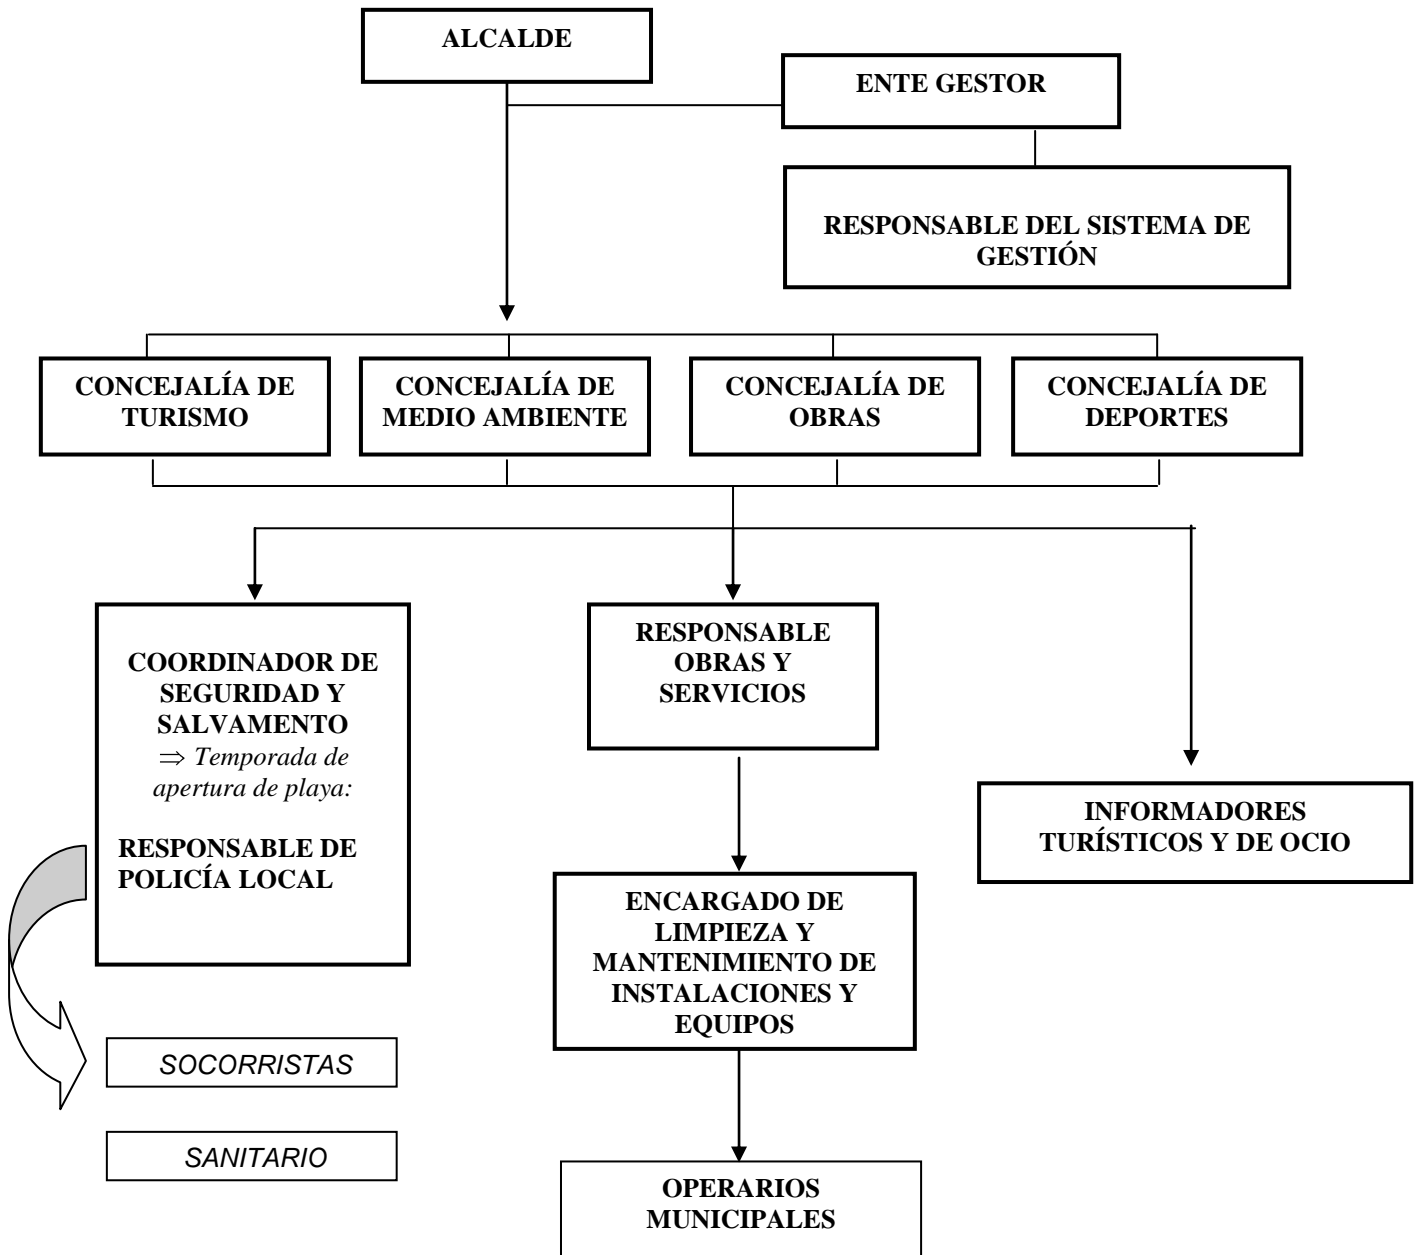 ALCALDE
ENTE GESTOR
RESPONSABLE DEL SISTEMA DE
GESTIÓN
CONCEJALÍA DE
TURISMO
CONCEJALÍA DE
MEDIO AMBIENTE
CONCEJALÍA DE
OBRAS
CONCEJALÍA DE
DEPORTES
COORDINADOR DE
SEGURIDAD Y
SALVAMENTO
⇒ Temporada de
apertura de playa:
RESPONSABLE DE
POLICÍA LOCAL
RESPONSABLE
OBRAS Y
SERVICIOS
INFORMADORES
TURÍSTICOS Y DE OCIO
ENCARGADO DE
LIMPIEZA Y
MANTENIMIENTO DE
INSTALACIONES Y
EQUIPOS
SOCORRISTAS
SANITARIO
OPERARIOS
MUNICIPALES